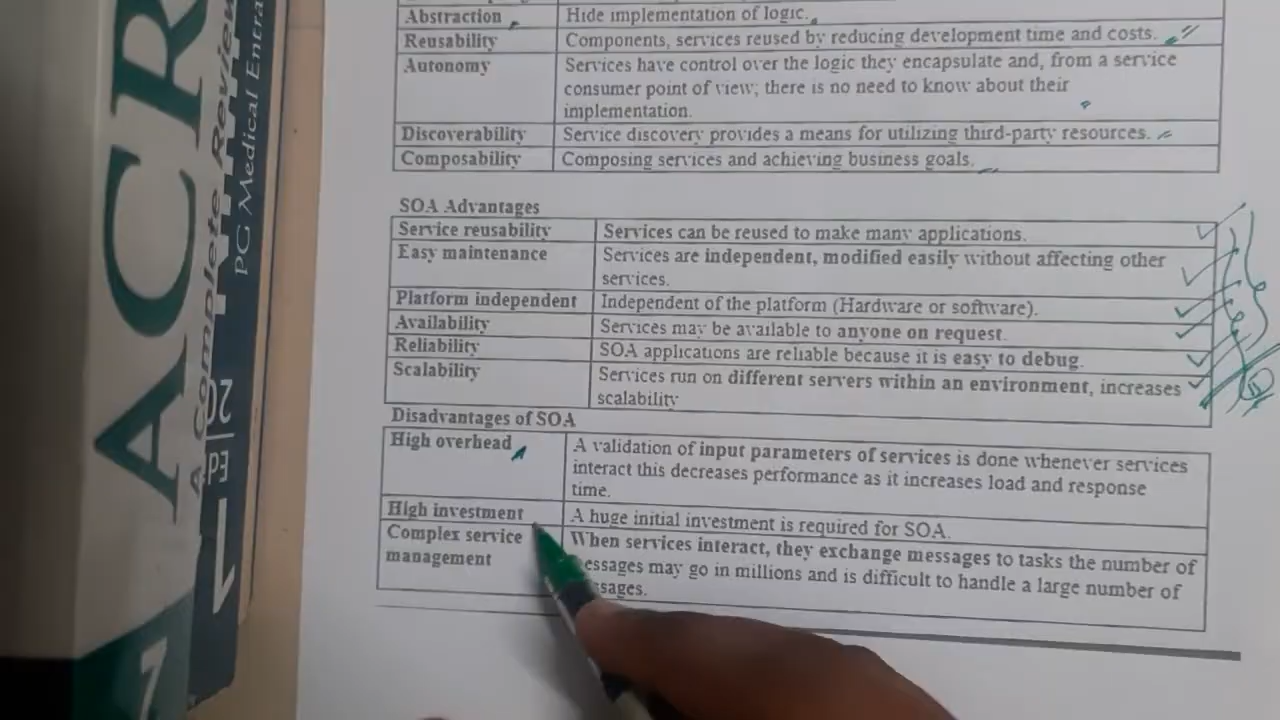 Abstraction Hide implementation of logic.
Reusability Components, services reused by reducing development time and costs.
Autonomy Services have control over the logic they encapsulate and, from a service
consumer point of view; there is no need to know about their
implementation.
Discoverability Service discovery provides a means for utilizing third-party resources.
Composability Composing services and achieving business goals.
SOA Advantages
Service reusability Services can be reused to make many applications.
Easy maintenance Services are independent, modified easily without affecting other
services.
Platform independent Independent of the platform (Hardware or software).
Availability Services may be available to anyone on request.
Reliability SOA applications are reliable because it is easy to debug.
Scalability Services run on different servers within an environment, increases
scalability
Disadvantages of SOA
High overhead A validation of input parameters of services is done whenever services
interact this decreases performance as it increases load and response
time.
High investment A huge initial investment is required for SOA.
Complex service When services interact, they exchange messages to tasks the number of
management essages may go in millions and is difficult to handle a large number of
sages.
ACR
A Complete Review
PG Medical Entra